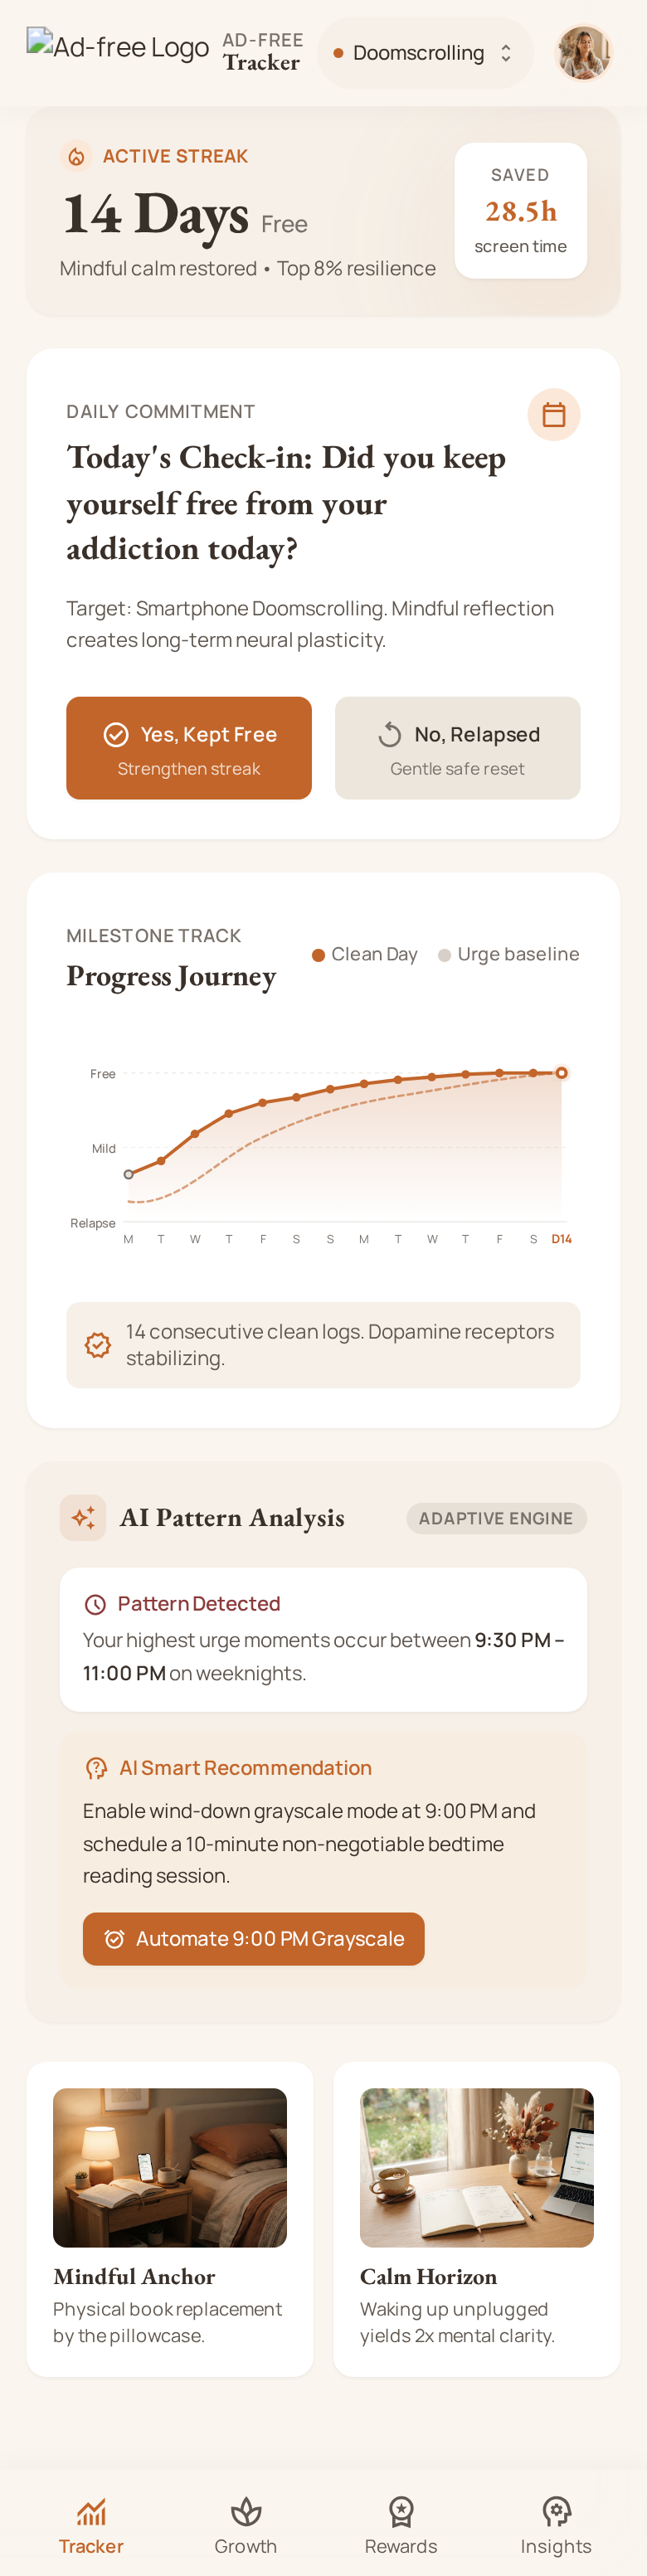 Ad-free Logo
AD-FREE
Tracker
Doomscrolling
ACTIVE STREAK
14 Days Free
Mindful calm restored • Top 8% resilience
SAVED
28.5h
screen time
DAILY COMMITMENT
Today's Check-in: Did you keep
yourself free from your
addiction today?
Target: Smartphone Doomscrolling. Mindful reflection
creates long-term neural plasticity.
Yes, Kept Free
Strengthen streak
No, Relapsed
Gentle safe reset
MILESTONE TRACK
Progress Journey
Clean Day
Urge baseline
Free
Mild
Relapse
M T W T F S S M T W T F S D14
14 consecutive clean logs. Dopamine receptors
stabilizing.
AI Pattern Analysis
ADAPTIVE ENGINE
Pattern Detected
Your highest urge moments occur between 9:30 PM –
11:00 PM on weeknights.
AI Smart Recommendation
Enable wind-down grayscale mode at 9:00 PM and
schedule a 10-minute non-negotiable bedtime
reading session.
Automate 9:00 PM Grayscale
Mindful Anchor
Physical book replacement
by the pillowcase.
Calm Horizon
Waking up unplugged
yields 2x mental clarity.
Tracker
Growth
Rewards
Insights